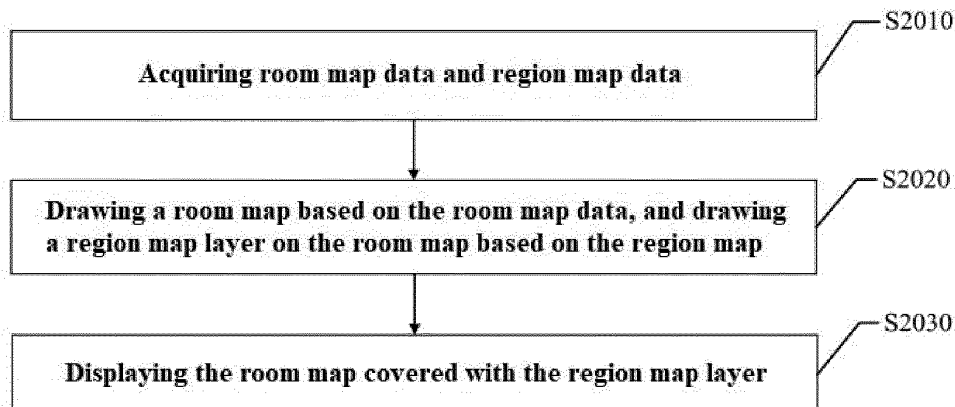 S2010
Acquiring room map data and region map data
S2020
Drawing a room map based on the room map data, and drawing
a region map layer on the room map based on the region map
S2030
Displaying the room map covered with the region map layer